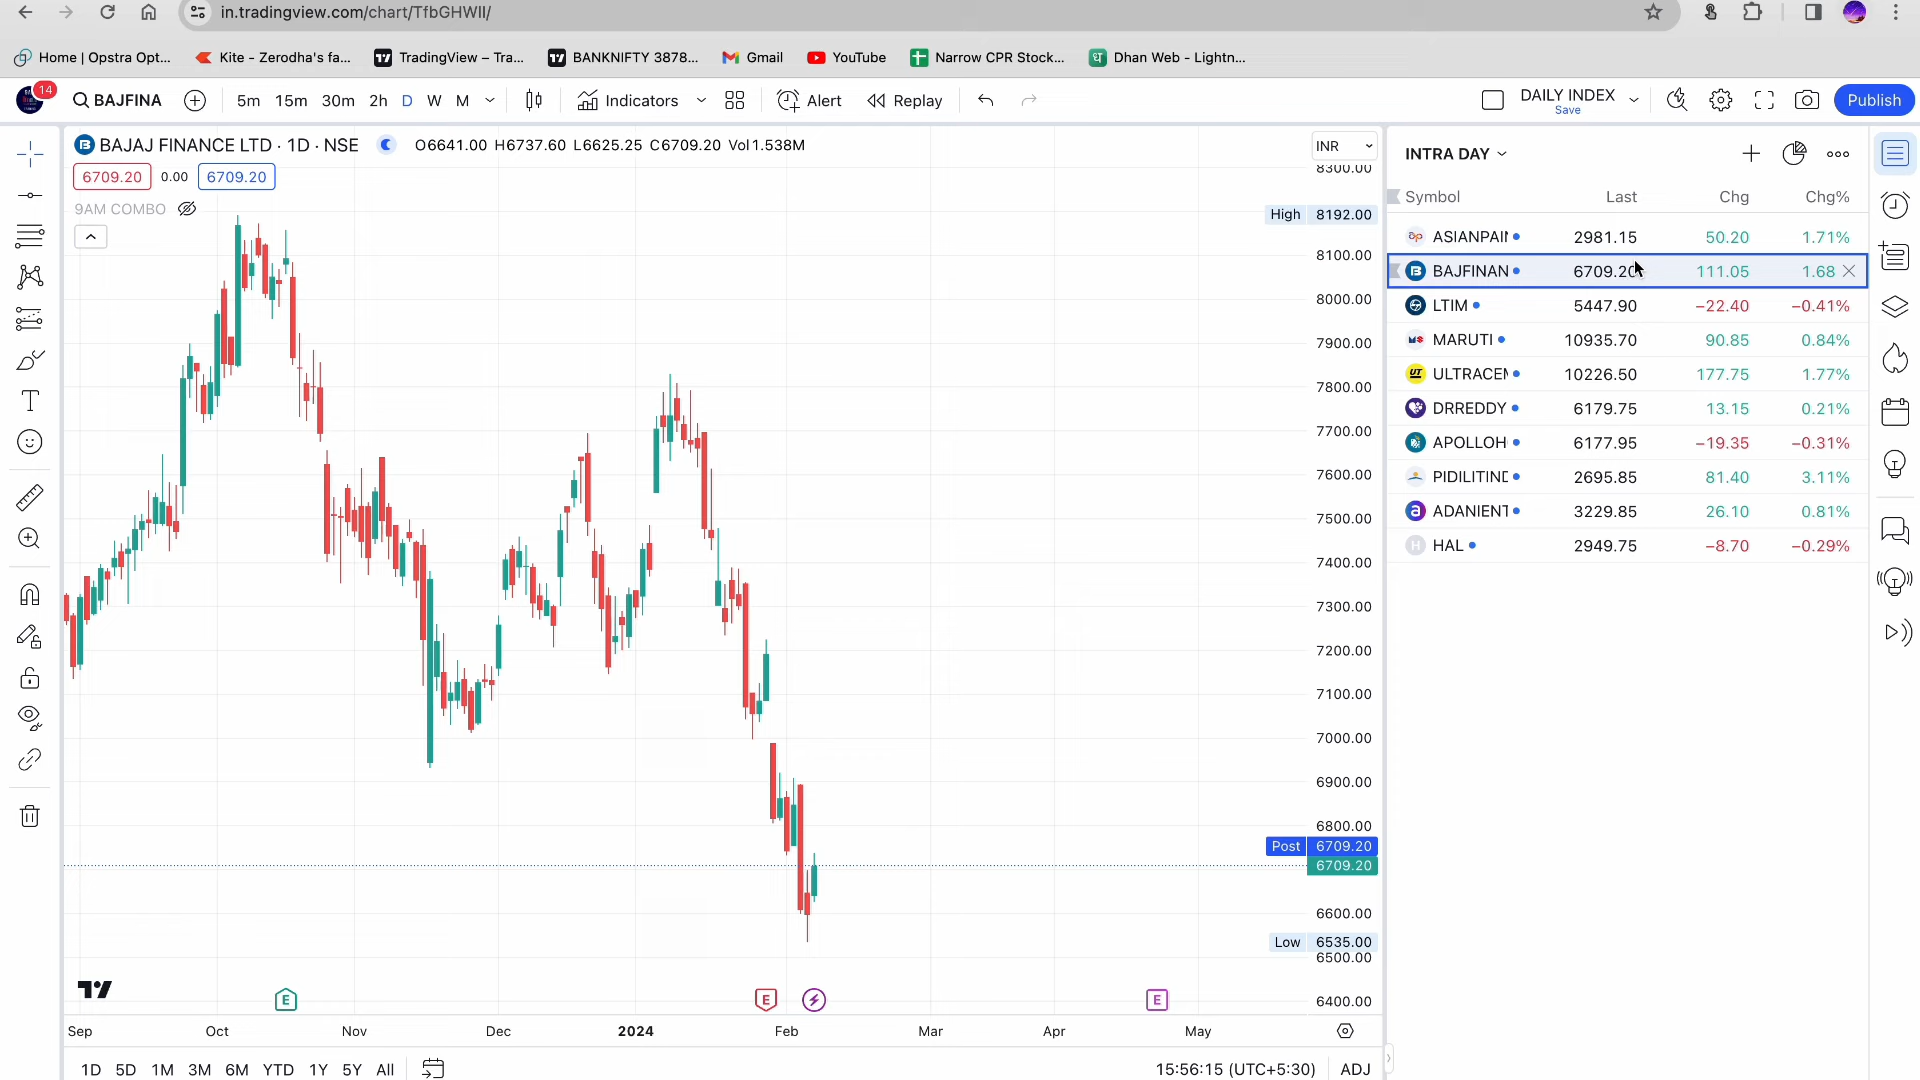 in.tradingview.com/chart/TfbGHWII/
Home | Opstra Opt... Kite - Zerodha's fa... TradingView – Tra... BANKNIFTY 3878... Gmail YouTube Narrow CPR Stock... Dhan Web - Lightn...
14 BAJFINA 5m 15m 30m 2h D W M Indicators Alert Replay DAILY INDEX Save Publish
BAJAJ FINANCE LTD · 1D · NSE O6641.00 H6737.60 L6625.25 C6709.20 Vol1.538M INR
6709.20 0.00 6709.20
9AM COMBO
8300.00
High 8192.00
8100.00
8000.00
7900.00
7800.00
7700.00
7600.00
7500.00
7400.00
7300.00
7200.00
7100.00
7000.00
6900.00
6800.00
Post 6709.20
6709.20
6600.00
Low 6535.00
6500.00
6400.00
E E E
Sep Oct Nov Dec 2024 Feb Mar Apr May
1D 5D 1M 3M 6M YTD 1Y 5Y All 15:56:15 (UTC+5:30) ADJ
INTRA DAY
Symbol Last Chg Chg%
ASIANPAI 2981.15 50.20 1.71%
BAJFINAN 6709.20 111.05 1.68
LTIM 5447.90 −22.40 −0.41%
MARUTI 10935.70 90.85 0.84%
ULTRACEM 10226.50 177.75 1.77%
DRREDDY 6179.75 13.15 0.21%
APOLLOH 6177.95 −19.35 −0.31%
PIDILITIND 2695.85 81.40 3.11%
ADANIENT 3229.85 26.10 0.81%
H HAL 2949.75 −8.70 −0.29%